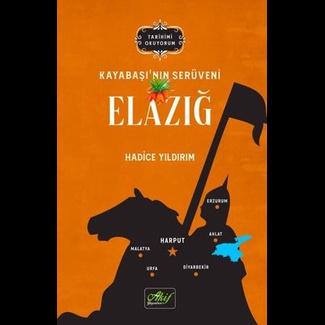 TARİHİMİ
OKUYORUM
KAYABAŞI'NIN SERÜVENİ
ELAZIĞ
HADİCE YILDIRIM
ERZURUM
HARPUT
AHLAT
MALATYA
URFA
DİYARBEKİR
Akif